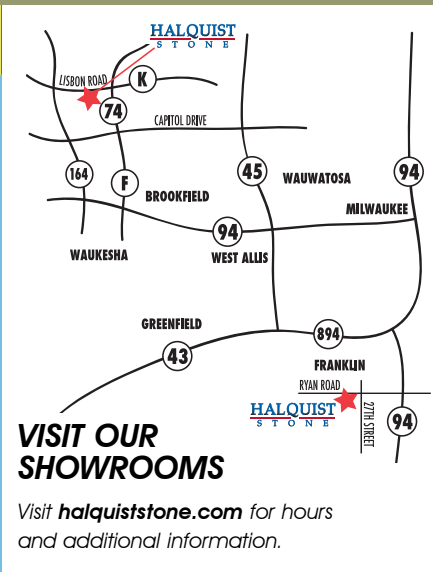 HALQUIST
STONE
LISBON ROAD
K
74
CAPITOL DRIVE
164
F
45
WAUWATOSA
94
BROOKFIELD
MILWAUKEE
94
WAUKESHA
WEST ALLIS
GREENFIELD
894
43
FRANKLIN
RYAN ROAD
HALQUIST
STONE
27TH STREET
94
VISIT OUR
SHOWROOMS
Visit halquiststone.com for hours
and additional information.